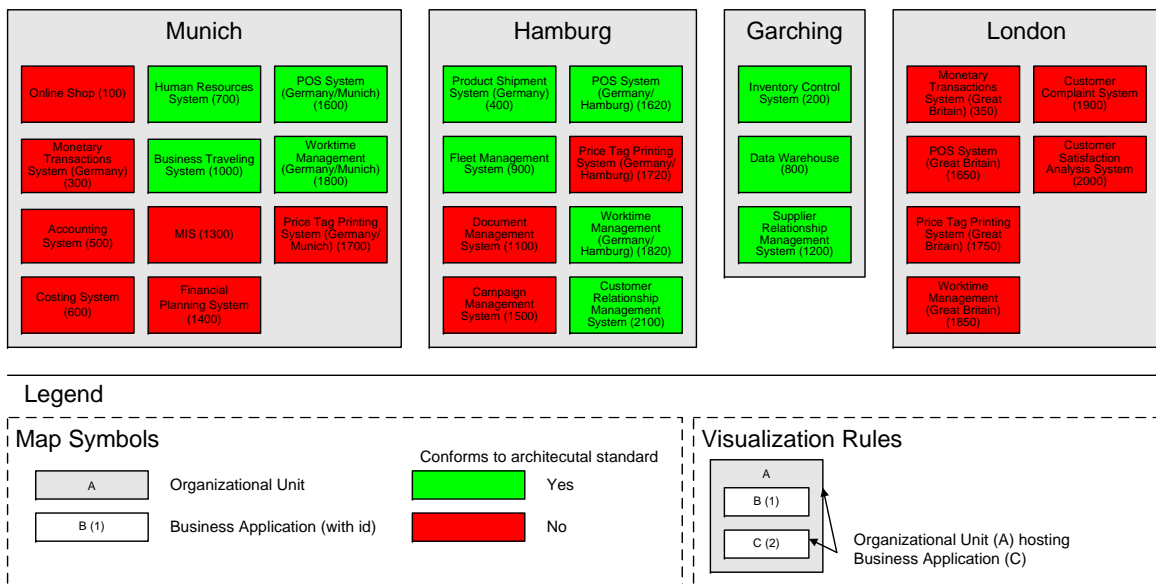 Munich
Online Shop (100)
Human Resources
System (700)
POS System
(Germany/Munich)
(1600)
Monetary
Transactions
System (Germany)
(300)
Business Traveling
System (1000)
Worktime
Management
(Germany/Munich)
(1800)
Accounting
System (500)
MIS (1300)
Price Tag Printing
System (Germany/
Munich) (1700)
Costing System
(600)
Financial
Planning System
(1400)
Hamburg
Product Shipment
System (Germany)
(400)
POS System
(Germany/
Hamburg) (1620)
Fleet Management
System (900)
Price Tag Printing
System (Germany/
Hamburg) (1720)
Document
Management
System (1100)
Worktime
Management
(Germany/
Hamburg) (1820)
Campaign
Management
System (1500)
Customer
Relationship
Management
System (2100)
Garching
Inventory Control
System (200)
Data Warehouse
(800)
Supplier
Relationship
Management
System (1200)
London
Monetary
Transactions
System (Great
Britain) (350)
Customer
Complaint System
(1900)
POS System
(Great Britain)
(1650)
Customer
Satisfaction
Analysis System
(2000)
Price Tag Printing
System (Great
Britain) (1750)
Worktime
Management
(Great Britain)
(1850)
Legend
Map Symbols
A
Organizational Unit
B (1)
Business Application (with id)
Conforms to architecutal standard
Yes
No
Visualization Rules
A
B (1)
C (2)
Organizational Unit (A) hosting
Business Application (C)